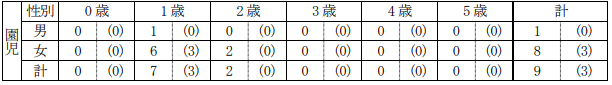 園児 性別 0歳 1歳 2歳 3歳 4歳 5歳 計
男 0 (0) 1 (0) 0 (0) 0 (0) 0 (0) 0 (0) 1 (0)
女 0 (0) 6 (3) 2 (0) 0 (0) 0 (0) 0 (0) 8 (3)
計 0 (0) 7 (3) 2 (0) 0 (0) 0 (0) 0 (0) 9 (3)